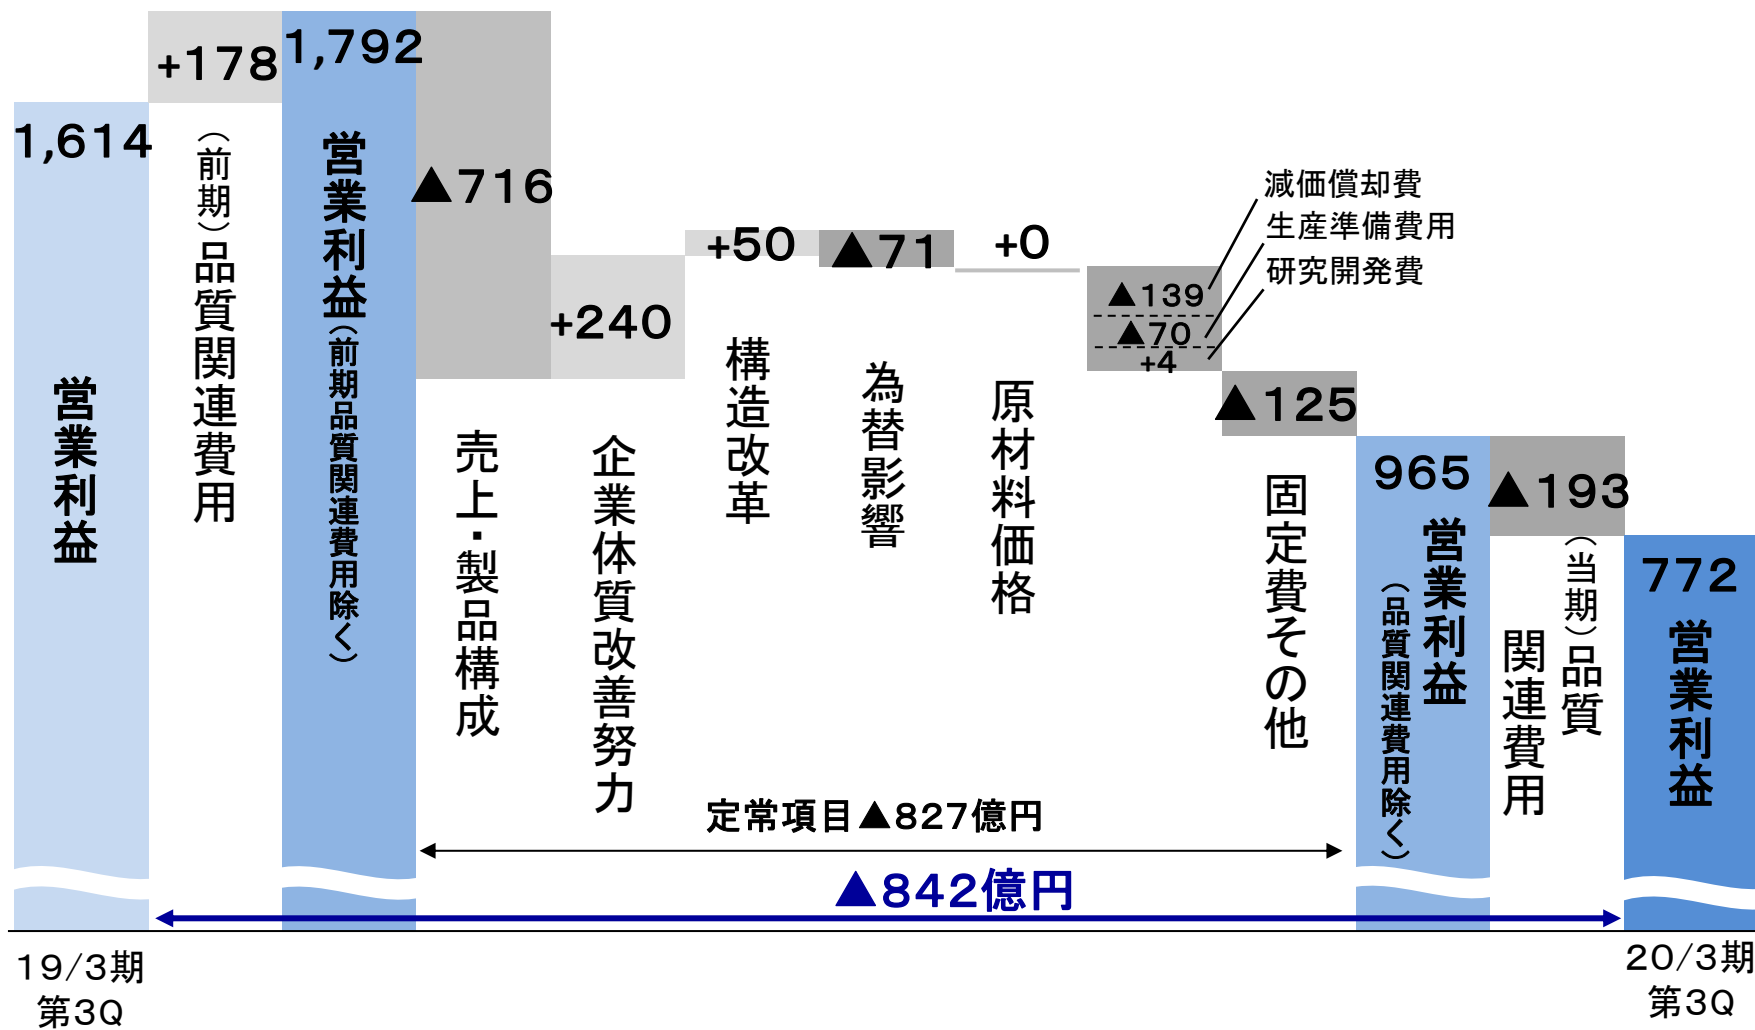 1,614
営業利益
+178
（前期）品質関連費用
1,792
営業利益（前期品質関連費用除く）
▲716
売上・製品構成
+240
企業体質改善努力
+50
構造改革
▲71
為替影響
+0
原材料価格
減価償却費
生産準備費用
研究開発費
▲139
▲70
+4
▲125
固定費その他
965
営業利益
（品質関連費用除く）
▲193
（当期）品質
関連費用
772
営業利益
定常項目▲827億円
▲842億円
19/3期
第3Q
20/3期
第3Q